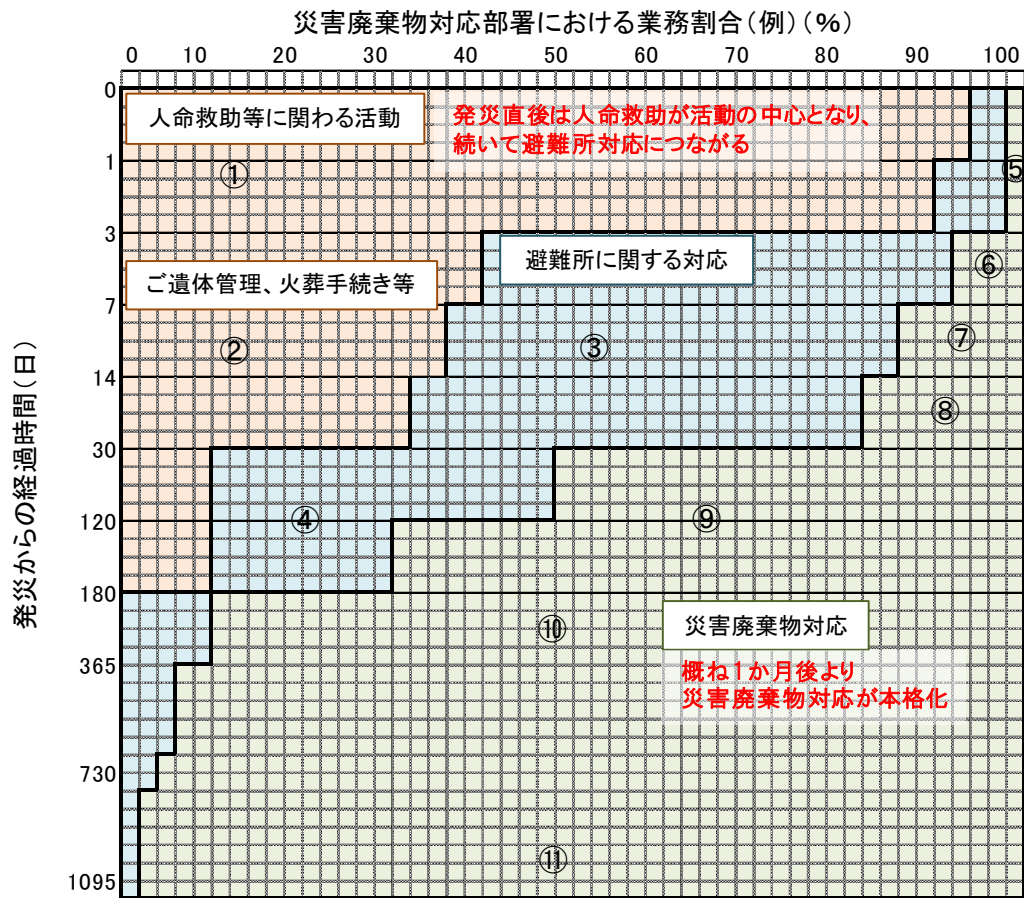 災害廃棄物対応部署における業務割合(例)(%)
0 10 20 30 40 50 60 70 80 90 100
発災からの経過時間(日)
0
人命救助等に関わる活動
発災直後は人命救助が活動の中心となり、
続いて避難所対応につながる
1
①
⑤
3
避難所に関する対応
⑥
ご遺体管理、火葬手続き等
7
②
③
⑦
14
⑧
30
120
④
⑨
180
⑩
災害廃棄物対応
365
概ね1か月後より
災害廃棄物対応が本格化
730
⑪
1095